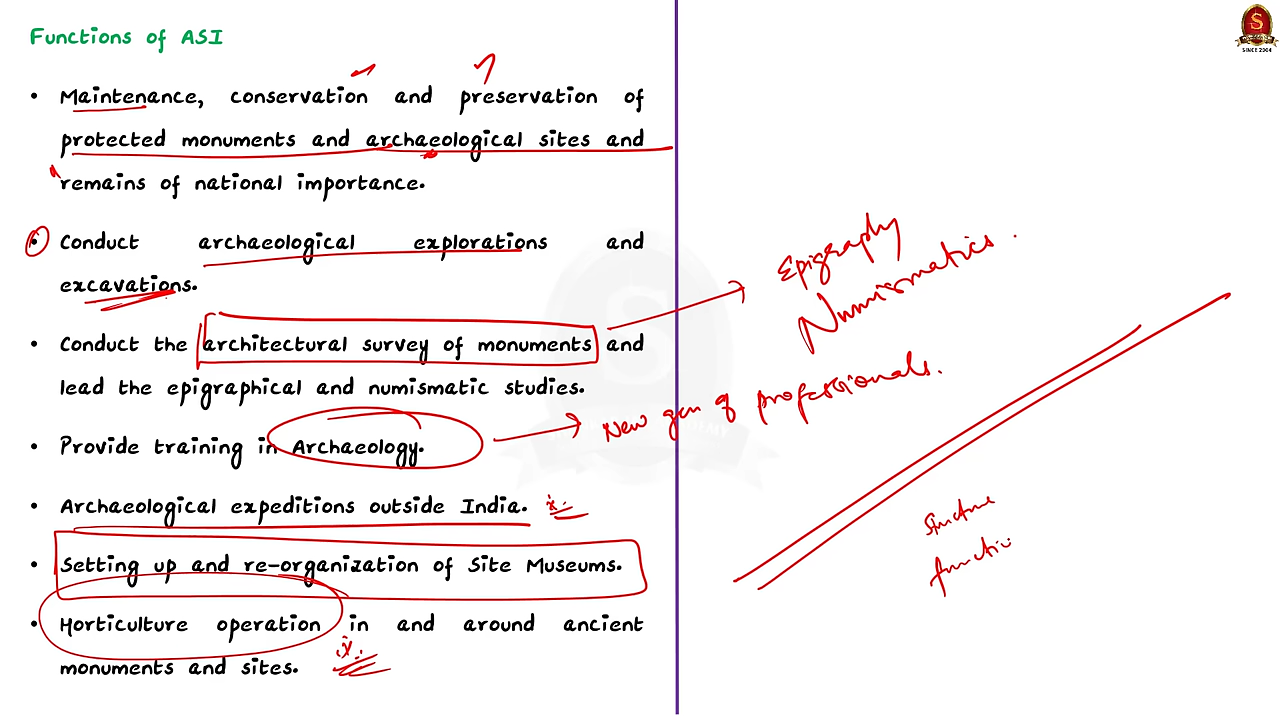 Functions of ASI
• Maintenance, conservation and preservation of
protected monuments and archaeological sites and
remains of national importance.
• Conduct archaeological explorations and
excavations.
• Conduct the architectural survey of monuments and
lead the epigraphical and numismatic studies.
• Provide training in Archaeology.
• Archaeological expeditions outside India.
• Setting up and re-organization of Site Museums.
• Horticulture operation in and around ancient
monuments and sites.
Epigraphy
Numismatics.
New gen of professionals.
Structure
functio
S
SINCE 2004